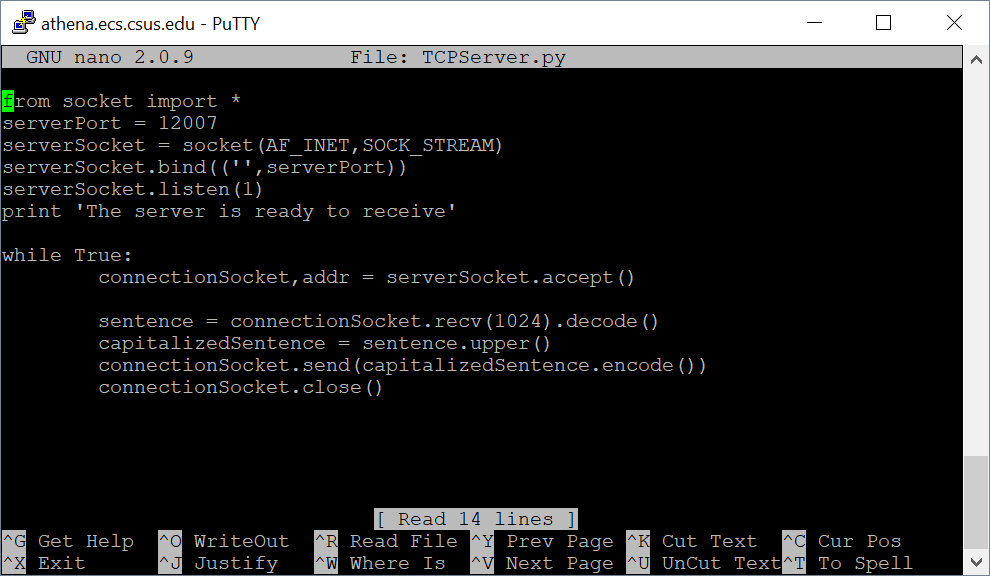 athena.ecs.csus.edu - PuTTY
GNU nano 2.0.9 File: TCPServer.py
from socket import *
serverPort = 12007
serverSocket = socket(AF_INET,SOCK_STREAM)
serverSocket.bind(('',serverPort))
serverSocket.listen(1)
print 'The server is ready to receive'
while True:
        connectionSocket,addr = serverSocket.accept()
        sentence = connectionSocket.recv(1024).decode()
        capitalizedSentence = sentence.upper()
        connectionSocket.send(capitalizedSentence.encode())
        connectionSocket.close()
[ Read 14 lines ]
^G Get Help ^O WriteOut ^R Read File ^Y Prev Page ^K Cut Text ^C Cur Pos
^X Exit ^J Justify ^W Where Is ^V Next Page ^U UnCut Text^T To Spell